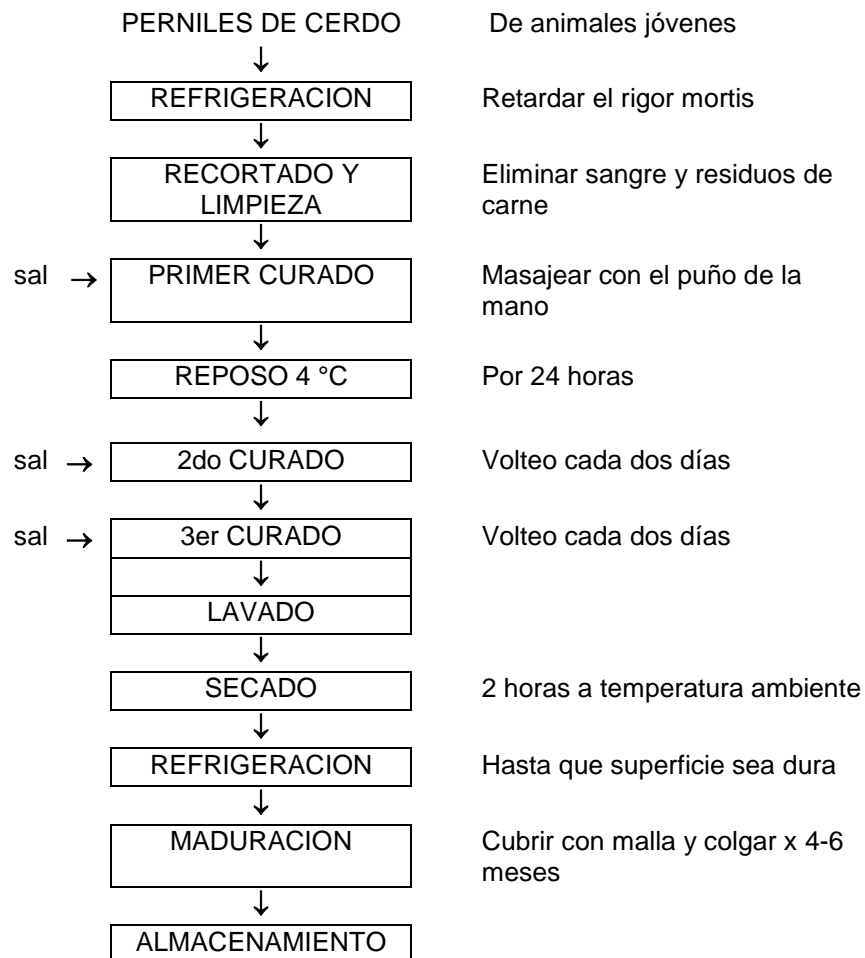 PERNILES DE CERDO De animales jóvenes
↓
REFRIGERACION Retardar el rigor mortis
↓
RECORTADO Y Eliminar sangre y residuos de
LIMPIEZA carne
↓
sal → PRIMER CURADO Masajear con el puño de la
mano
↓
REPOSO 4 °C Por 24 horas
↓
sal → 2do CURADO Volteo cada dos días
↓
sal → 3er CURADO Volteo cada dos días
↓
LAVADO
↓
SECADO 2 horas a temperatura ambiente
↓
REFRIGERACION Hasta que superficie sea dura
↓
MADURACION Cubrir con malla y colgar x 4-6
meses
↓
ALMACENAMIENTO